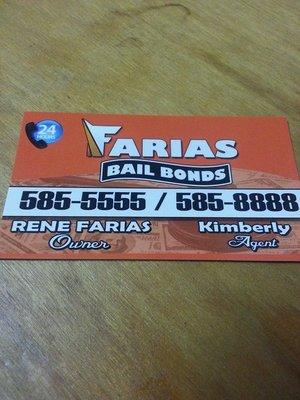 24
HOURS
FARIAS
BAIL BONDS
585-5555 / 585-8888
RENE FARIAS Kimberly
Owner Agent